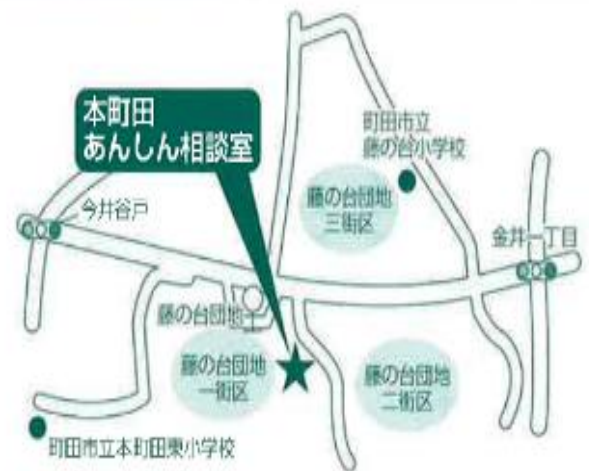 本町田
あんしん相談室
町田市立
藤の台小学校
今井谷戸
藤の台団地
三街区
金井一丁目
藤の台団地
藤の台団地
一街区
藤の台団地
二街区
町田市立本町田東小学校